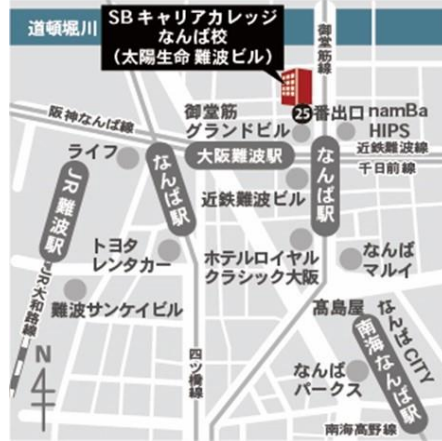 道頓堀川
SBキャリアカレッジ
なんば校
（太陽生命 難波ビル）
御堂筋線
阪神なんば線
御堂筋
グランドビル
25番出口
namBa
HIPS
ライフ
なんば駅
大阪難波駅
なんば駅
近鉄難波線
千日前線
JR難波駅
近鉄難波ビル
トヨタ
レンタカー
ホテルロイヤル
クラシック大阪
なんば
マルイ
JR大和路線
難波サンケイビル
髙島屋
なんばCITY
南海なんば駅
N
四ツ橋線
なんば
パークス
南海高野線